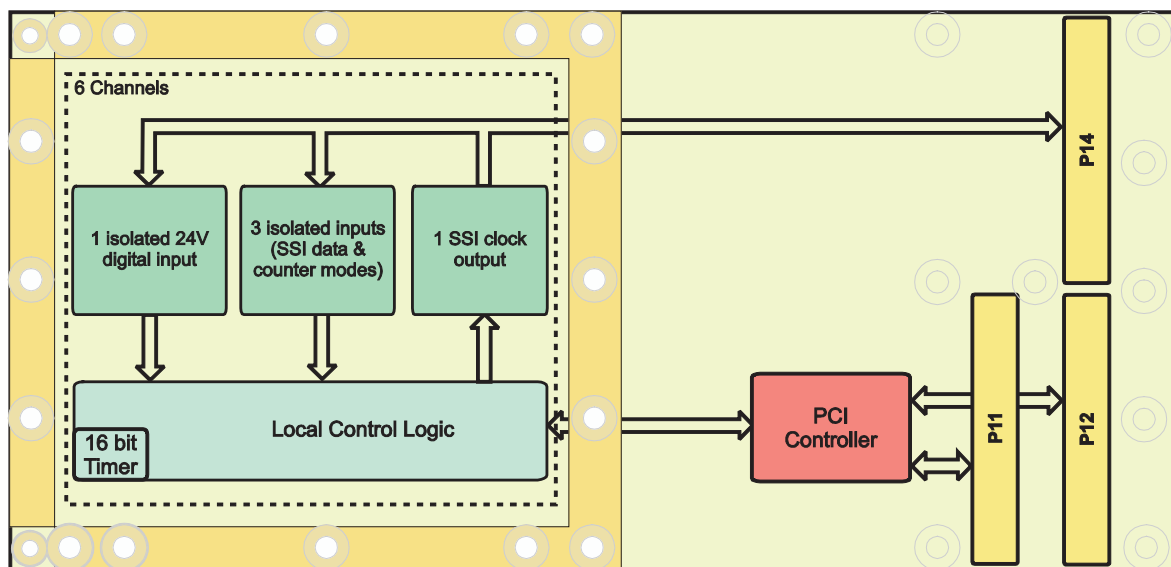 6 Channels
1 isolated 24V
digital input
3 isolated inputs
(SSI data &
counter modes)
1 SSI clock
output
P14
Local Control Logic
16 bit
Timer
PCI
Controller
P11
P12